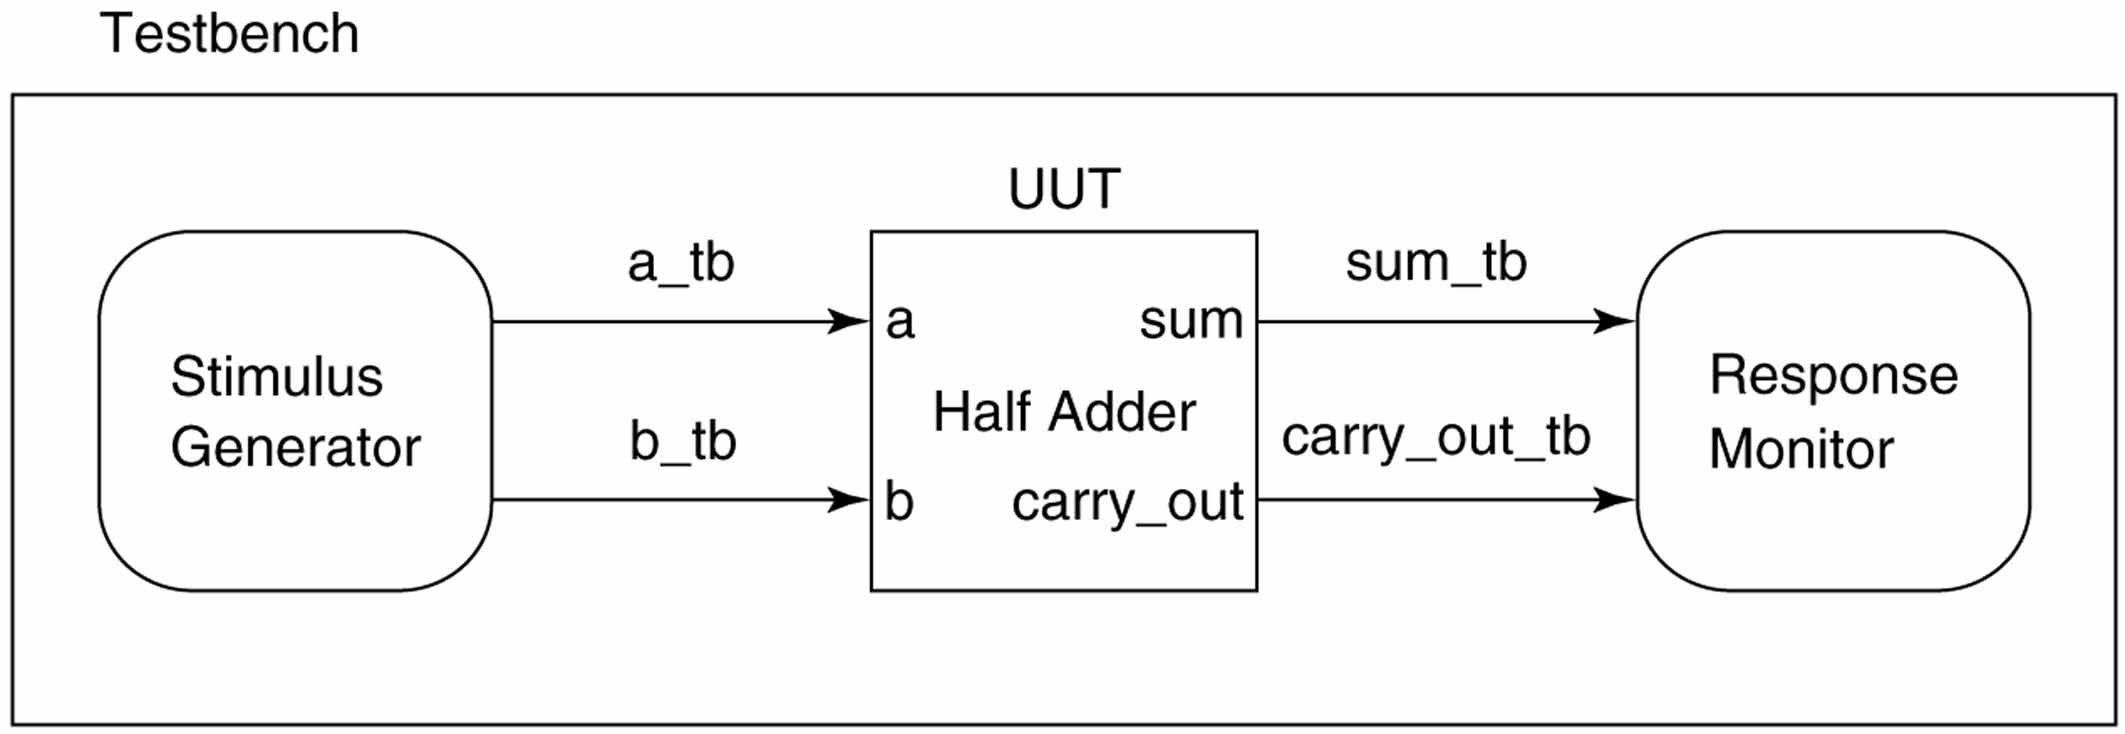 Testbench
UUT
a_tb
sum_tb
a
sum
Stimulus
Generator
Half Adder
Response
Monitor
b_tb
carry_out_tb
b
carry_out